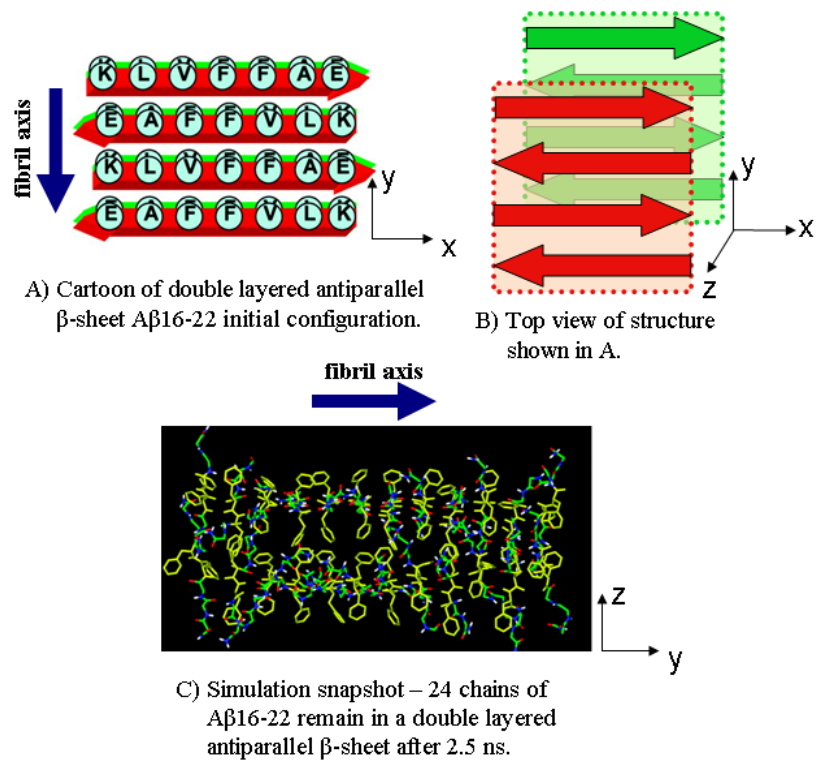 K L V F F A E
E A F F V L K
K L V F F A E
E A F F V L K
fibril axis
y
x
A) Cartoon of double layered antiparallel
β-sheet Aβ16-22 initial configuration.
y
x
z
B) Top view of structure
shown in A.
fibril axis
z
y
C) Simulation snapshot – 24 chains of
Aβ16-22 remain in a double layered
antiparallel β-sheet after 2.5 ns.